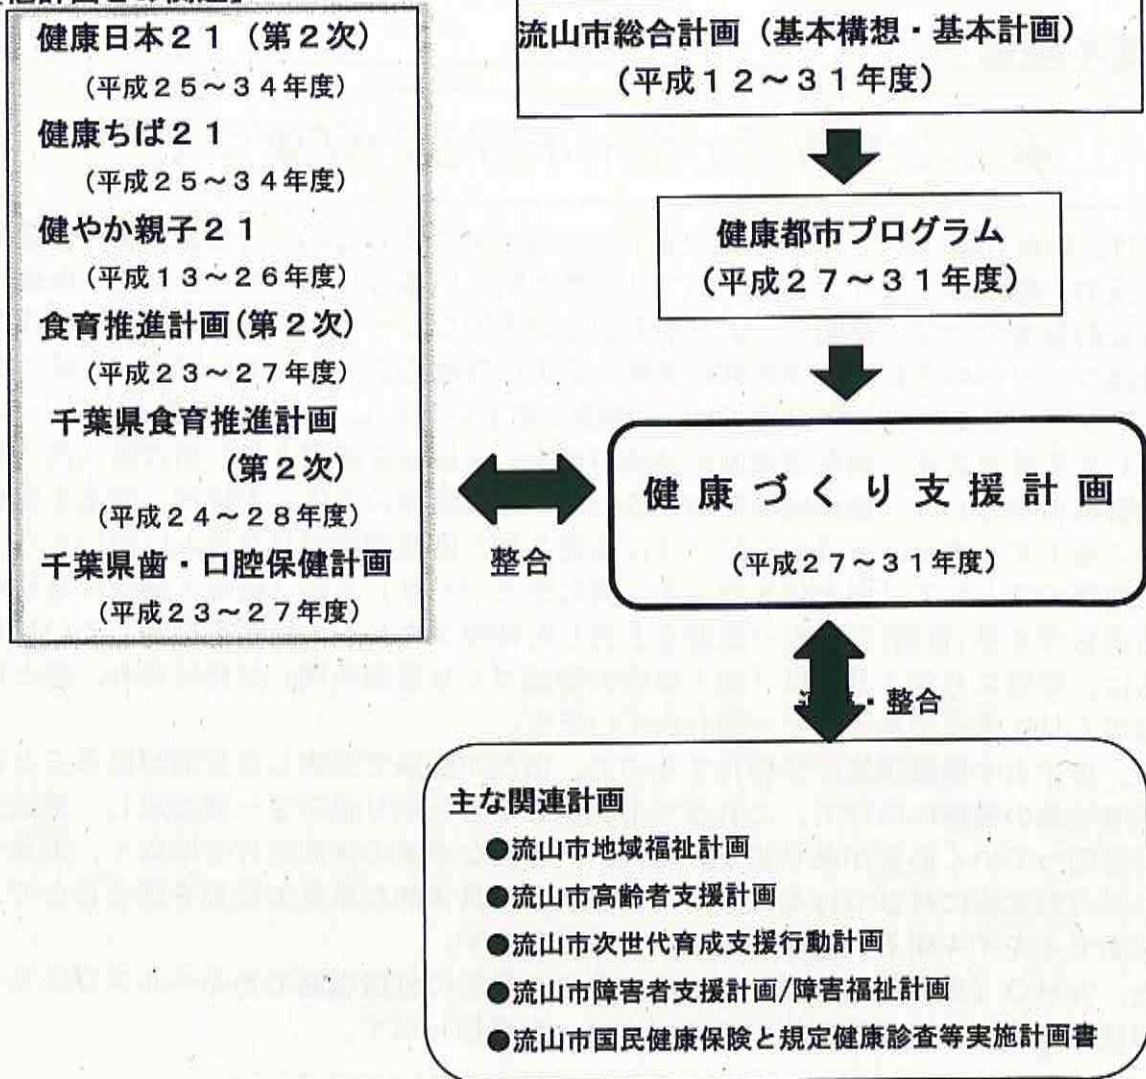 健康日本２１（第２次）
（平成２５～３４年度）
健康ちば２１
（平成２５～３４年度）
健やか親子２１
（平成１３～２６年度）
食育推進計画(第２次)
（平成２３～２７年度）
千葉県食育推進計画
(第２次)
（平成２４～２８年度）
千葉県歯・口腔保健計画
（平成２３～２７年度）
流山市総合計画（基本構想・基本計画）
（平成１２～３１年度）
健康都市プログラム
（平成２７～３１年度）
整合
健康づくり支援計画
（平成２７～３１年度）
・整合
主な関連計画
●流山市地域福祉計画
●流山市高齢者支援計画
●流山市次世代育成支援行動計画
●流山市障害者支援計画/障害福祉計画
●流山市国民健康保険と規定健康診査等実施計画書